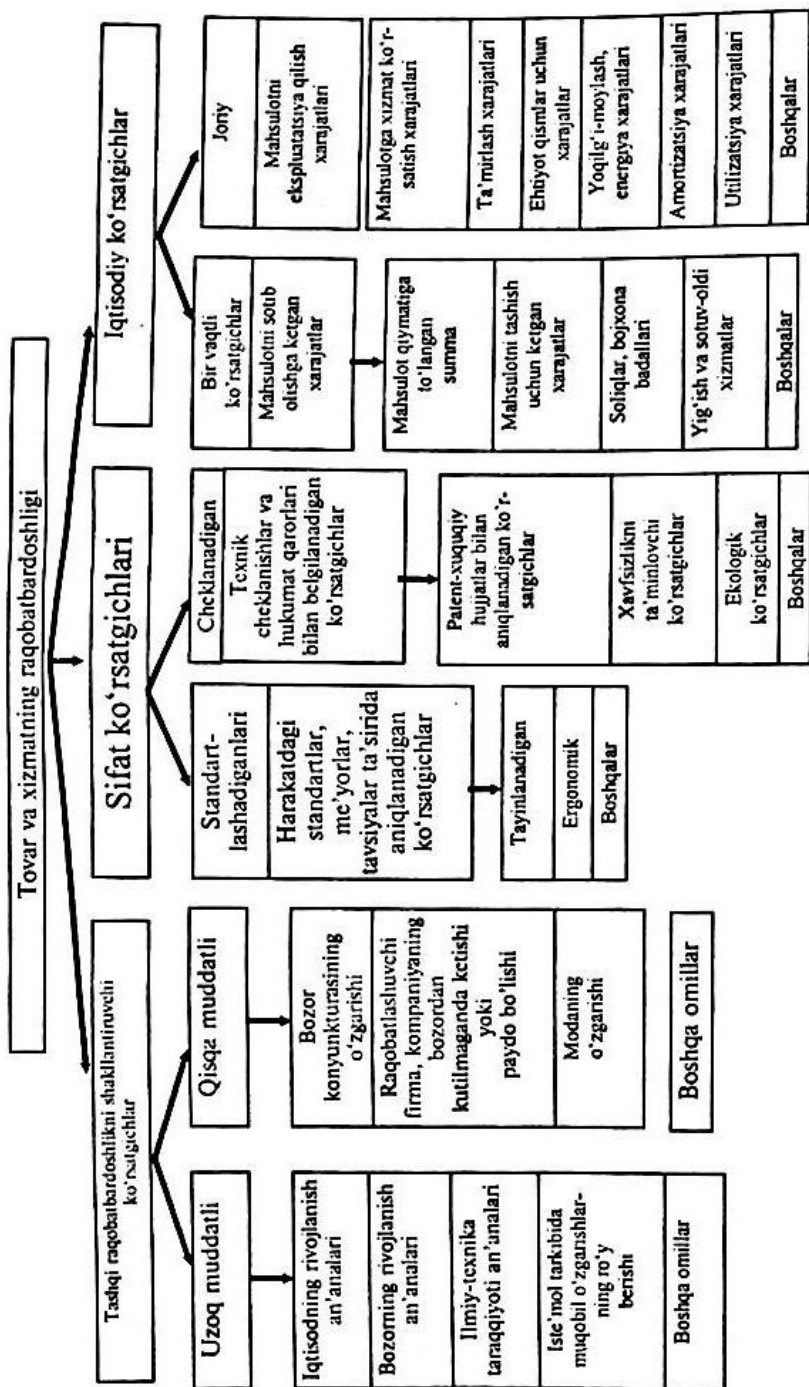 Tovar va xizmatning raqobatbardoshligi
Tashqi raqobatbardoshlikni shakllantiruvchi
ko‘rsatgichlar
Uzoq muddatli
Iqtisodning rivojlanish
an’analari
Bozorning rivojlanish
an’analari
Ilmiy-texnika
taraqqiyoti an’analari
Iste’mol tarkibida
muqobil o‘zgarishlar-
ning ro‘y
berishi
Boshqa omillar
Qisqa muddatli
Bozor
konyunkturasining
o‘zgarishi
Raqobatlashuvchi
firma, kompaniyaning
bozordan
kutilmaganda ketishi
yoki
paydo bo‘lishi
Modaning
o‘zgarishi
Boshqa omillar
Sifat ko‘rsatgichlari
Standart-
lashadiganlari
Harakatdagi
standartlar,
me’yorlar,
tavsiyalar ta’sirida
aniqlanadigan
ko‘rsatgichlar
Tayinlanadigan
Ergonomik
Boshqalar
Cheklanadigan
Texnik
cheklanishlar va
hukumat qarorlari
bilan belgilanadigan
ko‘rsatgichlar
Patent-xuquqiy
hujjatlar bilan
aniqlanadigan ko‘r-
satgichlar
Xavfsizlikni
ta’minlovchi
ko‘rsatgichlar
Ekologik
ko‘rsatgichlar
Boshqalar
Iqtisodiy ko‘rsatgichlar
Bir vaqtli
ko‘rsatgichlar
Mahsulotni sotib
olishga ketgan
xarajatlar
Mahsulot qiymatiga
to‘langan
summa
Mahsulotni tashish
uchun ketgan
xarajatlar
Soliqlar, bojxona
badallari
Yig‘ish va sotuv-oldi
xizmatlar
Boshqalar
Joriy
Mahsulotni
ekspluatatsiya qilish
xarajatlari
Mahsulotga xizmat ko‘r-
satish xarajatlari
Ta’mirlash xarajatlari
Ehtiyot qismlar uchun
xarajatlar
Yoqilg‘i-moylash,
energiya xarajatlari
Amortizatsiya xarajatlari
Utilizatsiya xarajatlari
Boshqalar